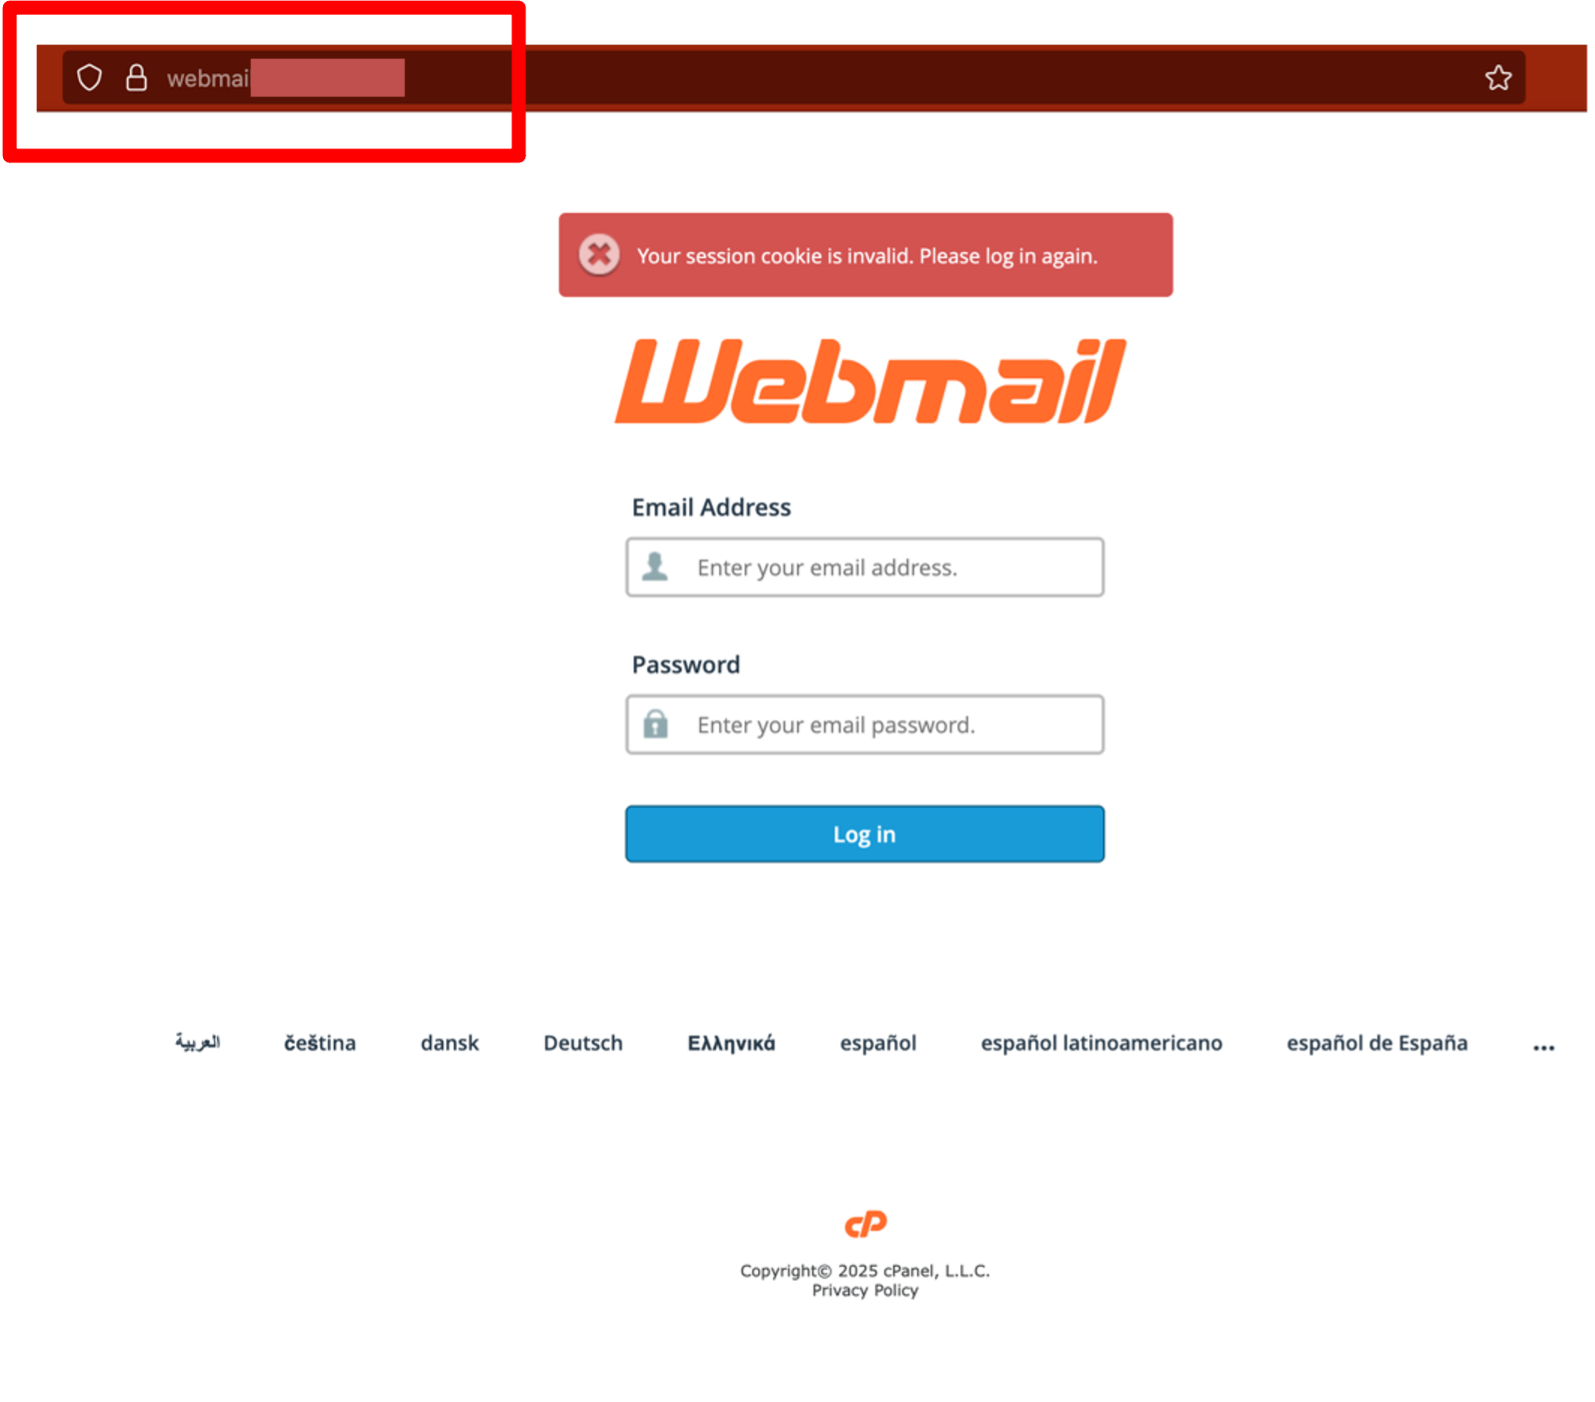 webmai
Your session cookie is invalid. Please log in again.
Webmail
Email Address
Enter your email address.
Password
Enter your email password.
Log in
العربية čeština dansk Deutsch Ελληνικά español español latinoamericano español de España ...
cP
Copyright© 2025 cPanel, L.L.C.
Privacy Policy